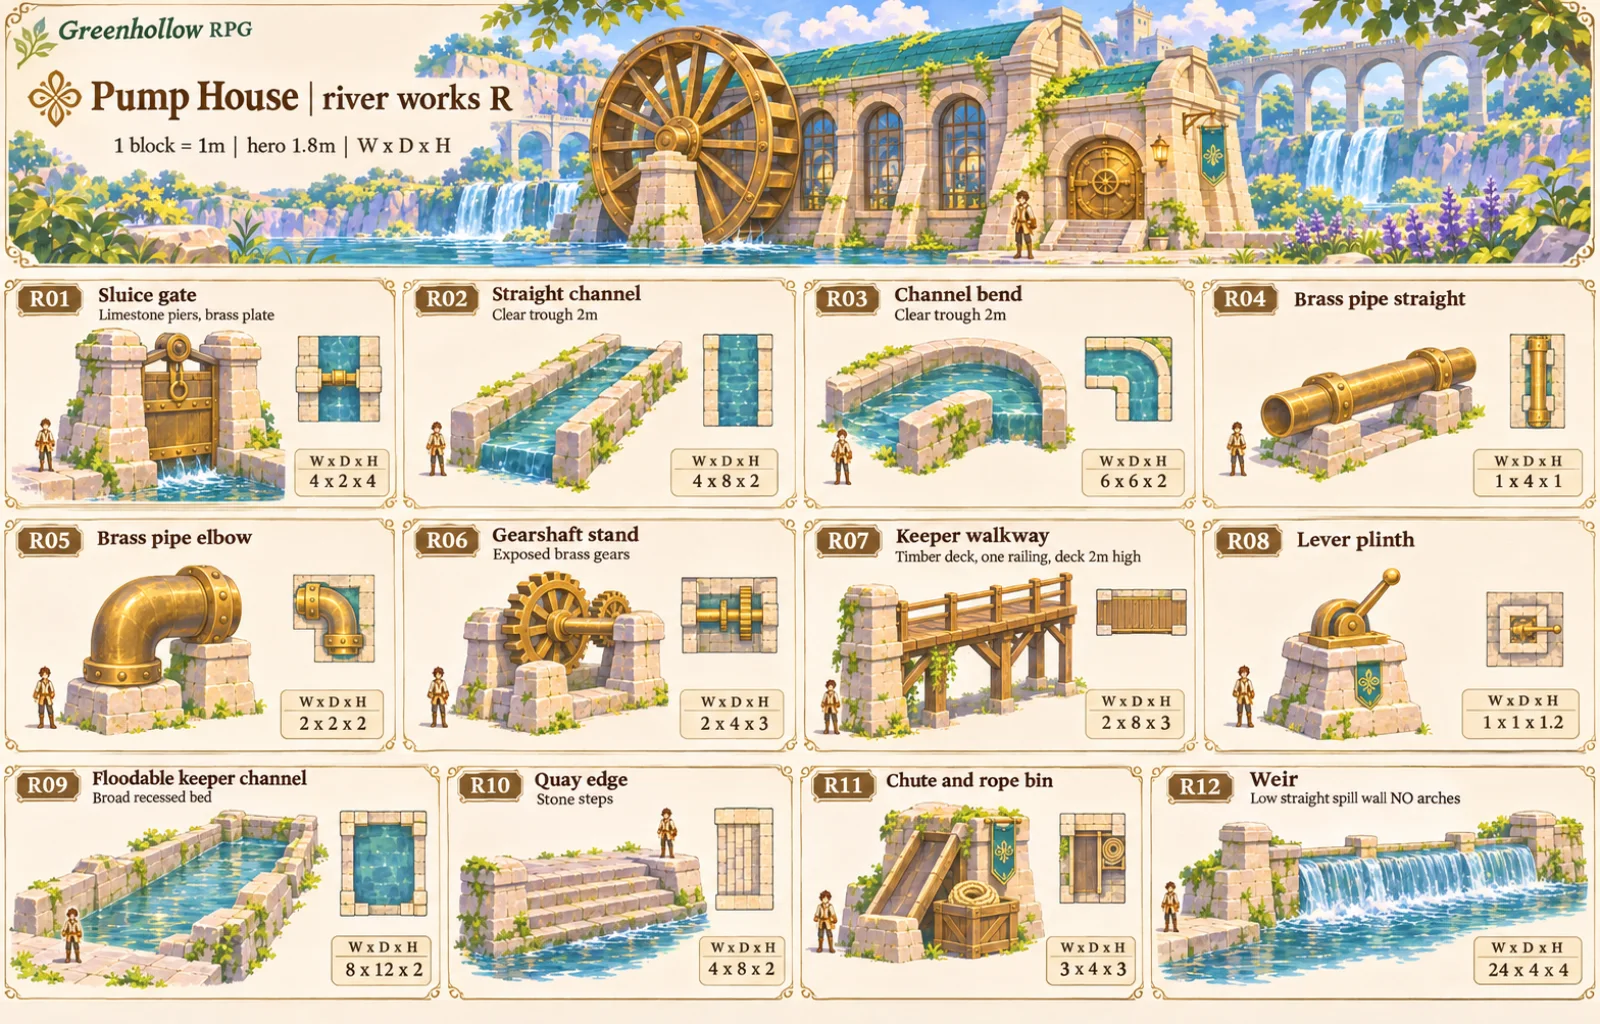 Greenhollow RPG
Pump House | river works R
1 block = 1m | hero 1.8m | W x D x H
R01 Sluice gate
Limestone piers, brass plate
W x D x H
4 x 2 x 4
R02 Straight channel
Clear trough 2m
W x D x H
4 x 8 x 2
R03 Channel bend
Clear trough 2m
W x D x H
6 x 6 x 2
R04 Brass pipe straight
W x D x H
1 x 4 x 1
R05 Brass pipe elbow
W x D x H
2 x 2 x 2
R06 Gearshaft stand
Exposed brass gears
W x D x H
2 x 4 x 3
R07 Keeper walkway
Timber deck, one railing, deck 2m high
W x D x H
2 x 8 x 3
R08 Lever plinth
W x D x H
1 x 1 x 1.2
R09 Floodable keeper channel
Broad recessed bed
W x D x H
8 x 12 x 2
R10 Quay edge
Stone steps
W x D x H
4 x 8 x 2
R11 Chute and rope bin
W x D x H
3 x 4 x 3
R12 Weir
Low straight spill wall NO arches
W x D x H
24 x 4 x 4